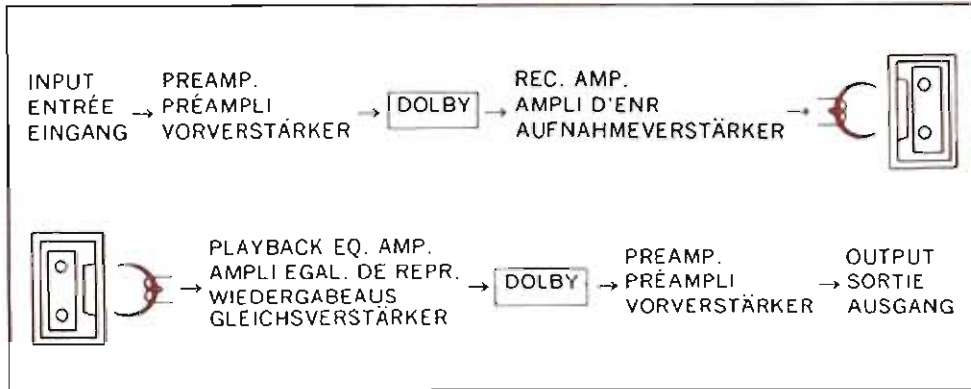 INPUT
ENTRÉE
EINGANG
PREAMP.
PRÉAMPLI
VORVERSTÄRKER
DOLBY
REC. AMP.
AMPLI D'ENR
AUFNAHMEVERSTÄRKER
PLAYBACK EQ. AMP.
AMPLI EGAL. DE REPR.
WIEDERGABEAUS
GLEICHSVERSTÄRKER
DOLBY
PREAMP.
PRÉAMPLI
VORVERSTÄRKER
OUTPUT
SORTIE
AUSGANG